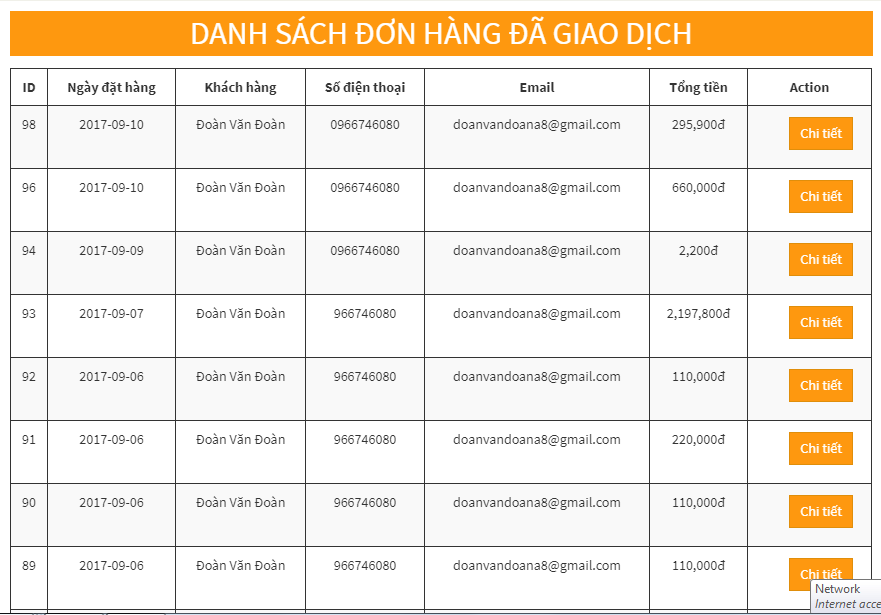 DANH SÁCH ĐƠN HÀNG ĐÃ GIAO DỊCH
ID Ngày đặt hàng Khách hàng Số điện thoại Email Tổng tiền Action
98 2017-09-10 Đoàn Văn Đoàn 0966746080 doanvandoana8@gmail.com 295,900đ Chi tiết
96 2017-09-10 Đoàn Văn Đoàn 0966746080 doanvandoana8@gmail.com 660,000đ Chi tiết
94 2017-09-09 Đoàn Văn Đoàn 0966746080 doanvandoana8@gmail.com 2,200đ Chi tiết
93 2017-09-07 Đoàn Văn Đoàn 966746080 doanvandoana8@gmail.com 2,197,800đ Chi tiết
92 2017-09-06 Đoàn Văn Đoàn 966746080 doanvandoana8@gmail.com 110,000đ Chi tiết
91 2017-09-06 Đoàn Văn Đoàn 966746080 doanvandoana8@gmail.com 220,000đ Chi tiết
90 2017-09-06 Đoàn Văn Đoàn 966746080 doanvandoana8@gmail.com 110,000đ Chi tiết
89 2017-09-06 Đoàn Văn Đoàn 966746080 doanvandoana8@gmail.com 110,000đ Chi tiết
Network
Internet acce